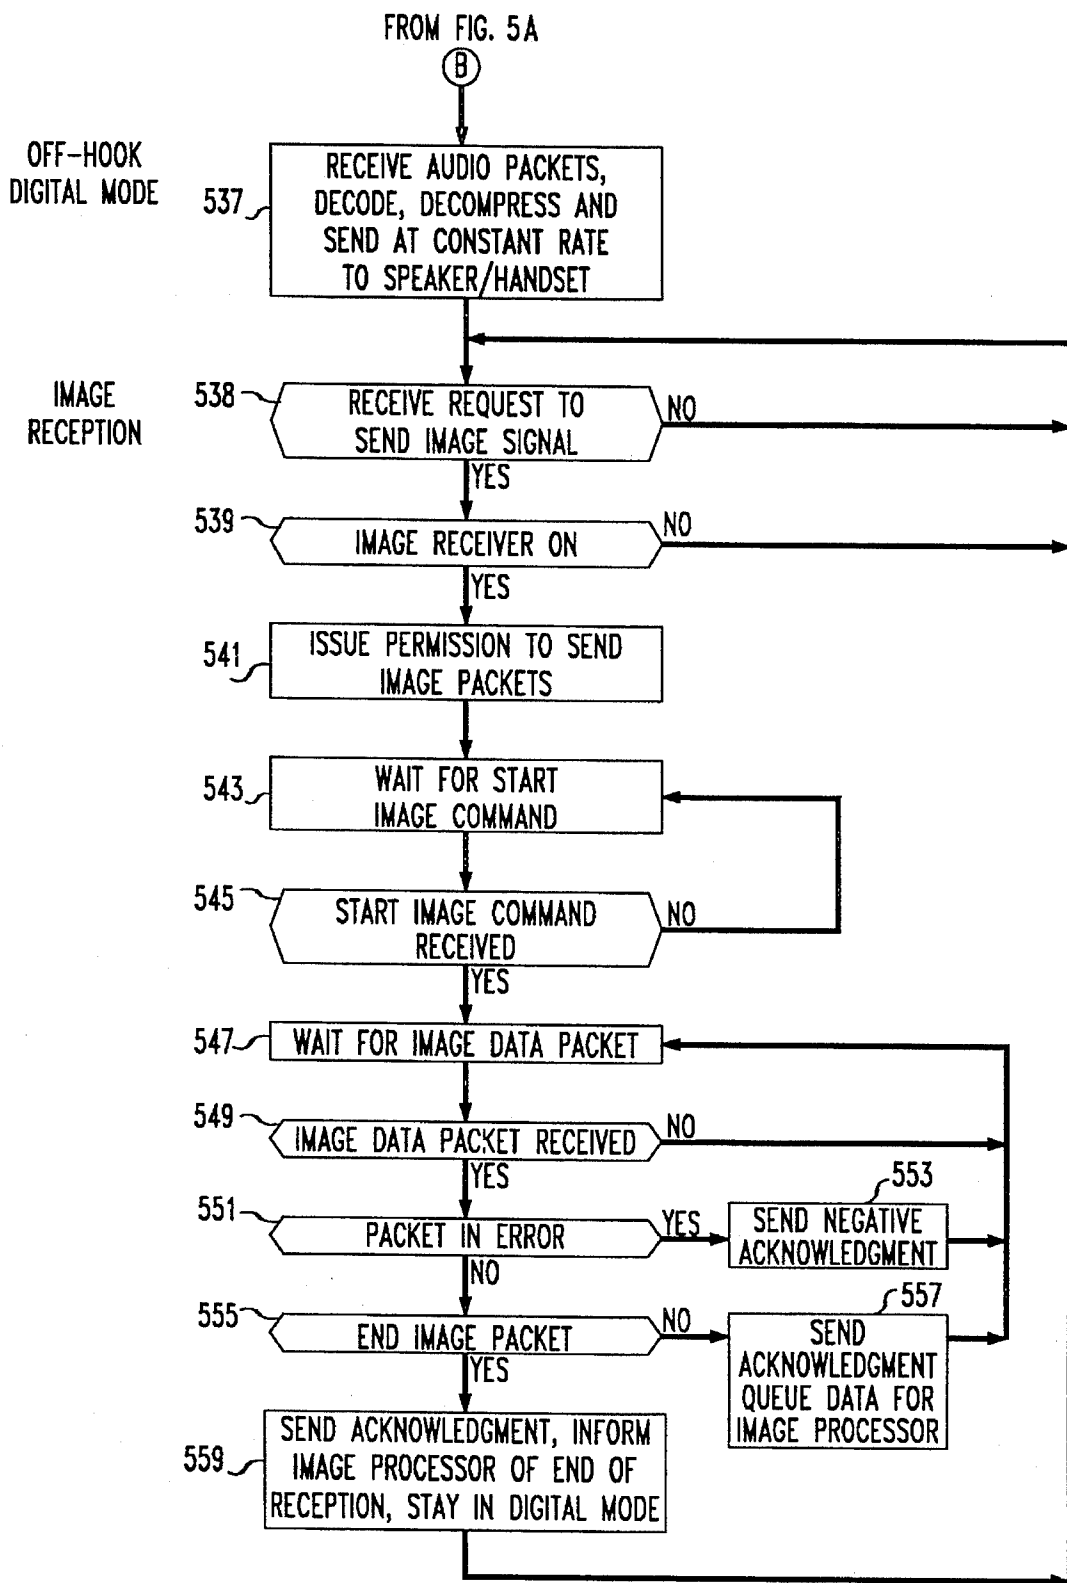 FROM FIG. 5A
B
OFF-HOOK
DIGITAL MODE
537
RECEIVE AUDIO PACKETS,
DECODE, DECOMPRESS AND
SEND AT CONSTANT RATE
TO SPEAKER/HANDSET
IMAGE
RECEPTION
538
RECEIVE REQUEST TO
SEND IMAGE SIGNAL
NO
YES
539
IMAGE RECEIVER ON
NO
YES
541
ISSUE PERMISSION TO SEND
IMAGE PACKETS
543
WAIT FOR START
IMAGE COMMAND
545
START IMAGE COMMAND
RECEIVED
NO
YES
547
WAIT FOR IMAGE DATA PACKET
549
IMAGE DATA PACKET RECEIVED
NO
YES
551
PACKET IN ERROR
YES
553
SEND NEGATIVE
ACKNOWLEDGMENT
NO
555
END IMAGE PACKET
NO
557
SEND
ACKNOWLEDGMENT
QUEUE DATA FOR
IMAGE PROCESSOR
YES
559
SEND ACKNOWLEDGMENT, INFORM
IMAGE PROCESSOR OF END OF
RECEPTION, STAY IN DIGITAL MODE